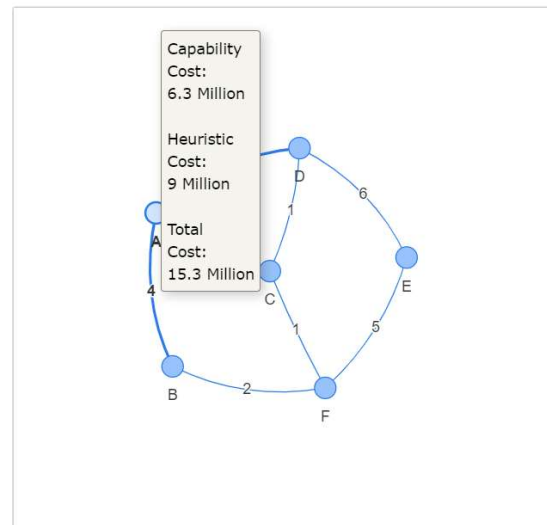 Capability
Cost:
6.3 Million
Heuristic
Cost:
9 Million
Total
Cost:
15.3 Million
D
6
1
A
E
C
4
1
5
B
2
F